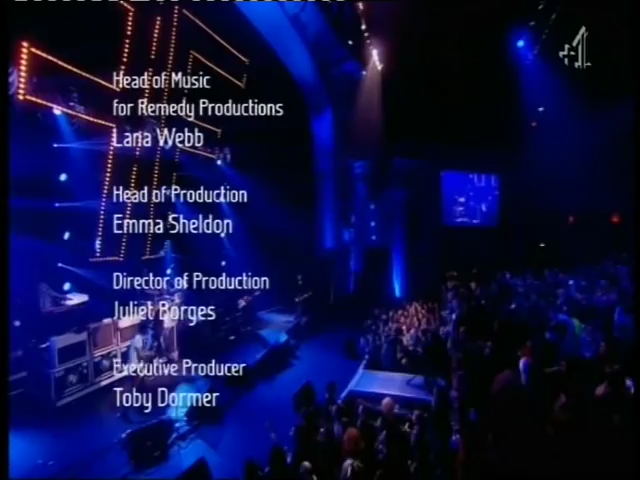 Head of Music
for Remedy Productions
Lana Webb
Head of Production
Emma Sheldon
Director of Production
Juliet Borges
Executive Producer
Toby Dormer